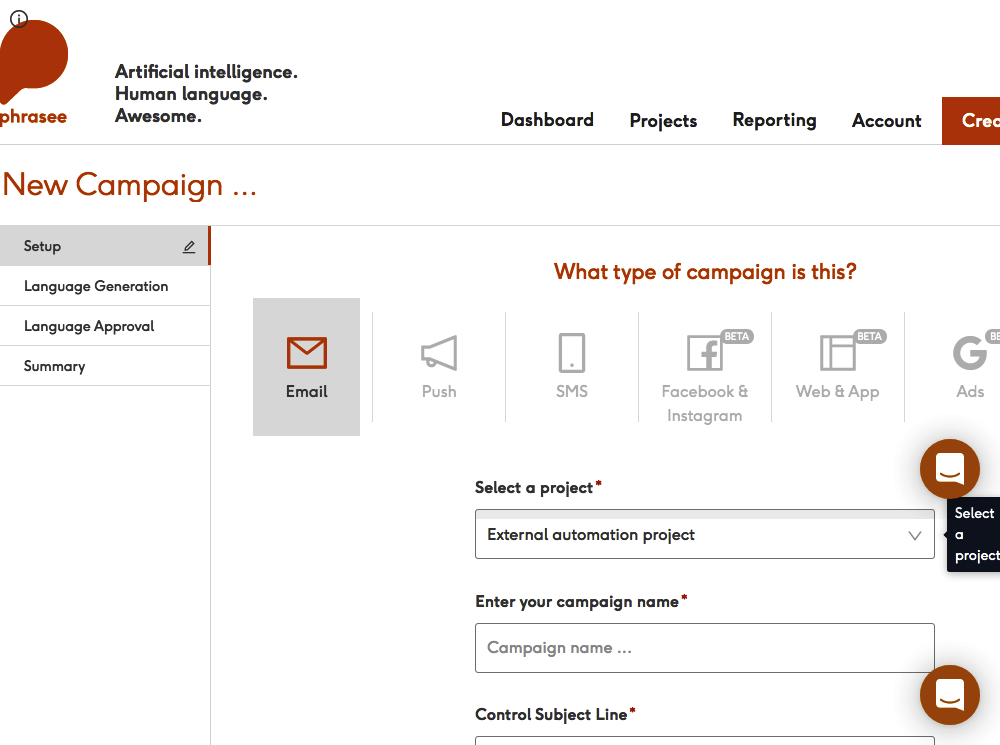 phrasee
Artificial intelligence.
Human language.
Awesome.
Dashboard
Projects
Reporting
Account
New Campaign ...
Setup
Language Generation
Language Approval
Summary
What type of campaign is this?
Email
Push
SMS
BETA
Facebook &
Instagram
BETA
Web & App
Ads
Select a project*
External automation project
Select
a
project
Enter your campaign name*
Campaign name ...
Control Subject Line*